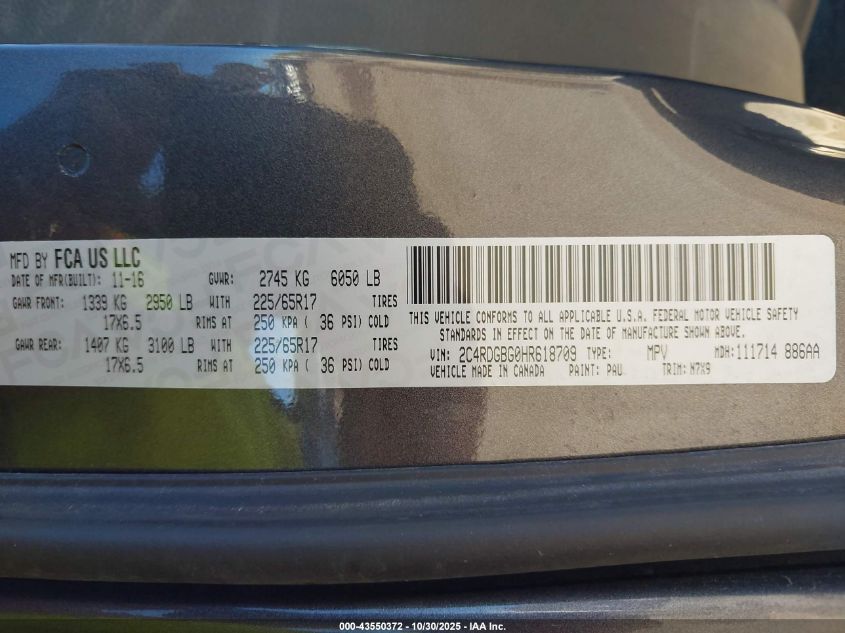 MFD BY FCA US LLC
DATE OF MFR(BUILT): 11-16 GVWR: 2745 KG 6050 LB
GAWR FRONT: 1339 KG 2950 LB WITH 225/65R17 TIRES
17X6.5 RIMS AT 250 KPA ( 36 PSI) COLD
GAWR REAR: 1407 KG 3100 LB WITH 225/65R17 TIRES
17X6.5 RIMS AT 250 KPA ( 36 PSI) COLD
THIS VEHICLE CONFORMS TO ALL APPLICABLE U.S.A. FEDERAL MOTOR VEHICLE SAFETY
STANDARDS IN EFFECT ON THE DATE OF MANUFACTURE SHOWN ABOVE.
VIN: 2C4RDGBG0HR618709 TYPE: MPV MDH: 111714 886AA
VEHICLE MADE IN CANADA PAINT: PAU TRIM: N7X9
000-43550372 - 10/30/2025 - IAA Inc.